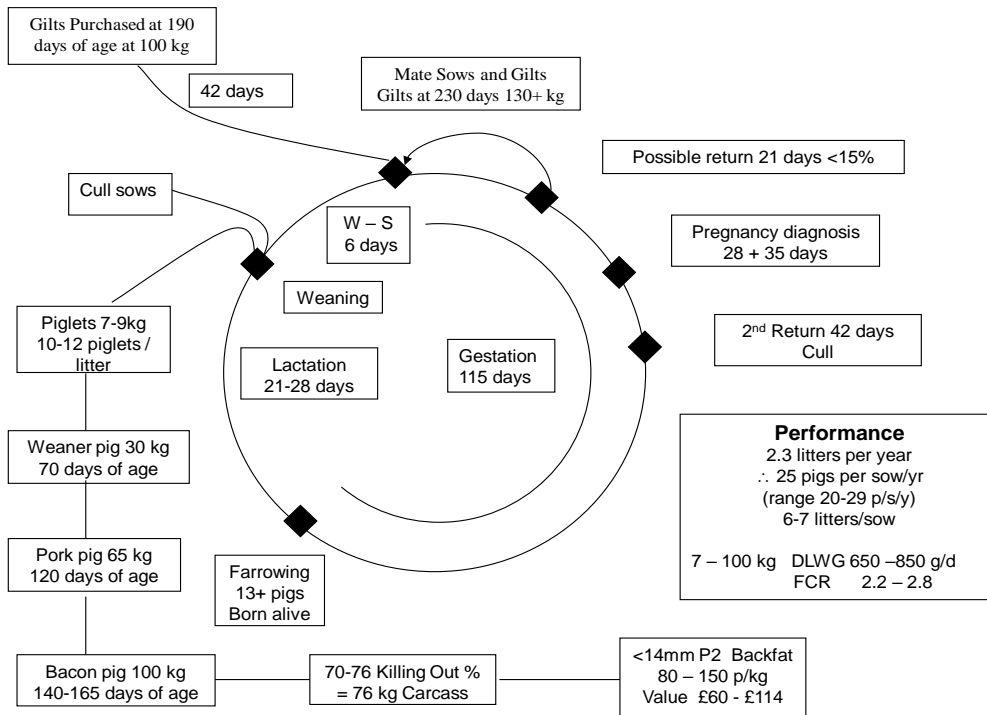 Gilts Purchased at 190
days of age at 100 kg
42 days
Mate Sows and Gilts
Gilts at 230 days 130+ kg
Possible return 21 days <15%
Cull sows
W – S
6 days
Pregnancy diagnosis
28 + 35 days
Weaning
Piglets 7-9kg
10-12 piglets /
litter
2nd Return 42 days
Cull
Lactation
21-28 days
Gestation
115 days
Weaner pig 30 kg
70 days of age
Performance
2.3 litters per year
∴ 25 pigs per sow/yr
(range 20-29 p/s/y)
6-7 litters/sow
7 – 100 kg DLWG 650 –850 g/d
FCR 2.2 – 2.8
Pork pig 65 kg
120 days of age
Farrowing
13+ pigs
Born alive
Bacon pig 100 kg
140-165 days of age
70-76 Killing Out %
= 76 kg Carcass
<14mm P2 Backfat
80 – 150 p/kg
Value £60 - £114